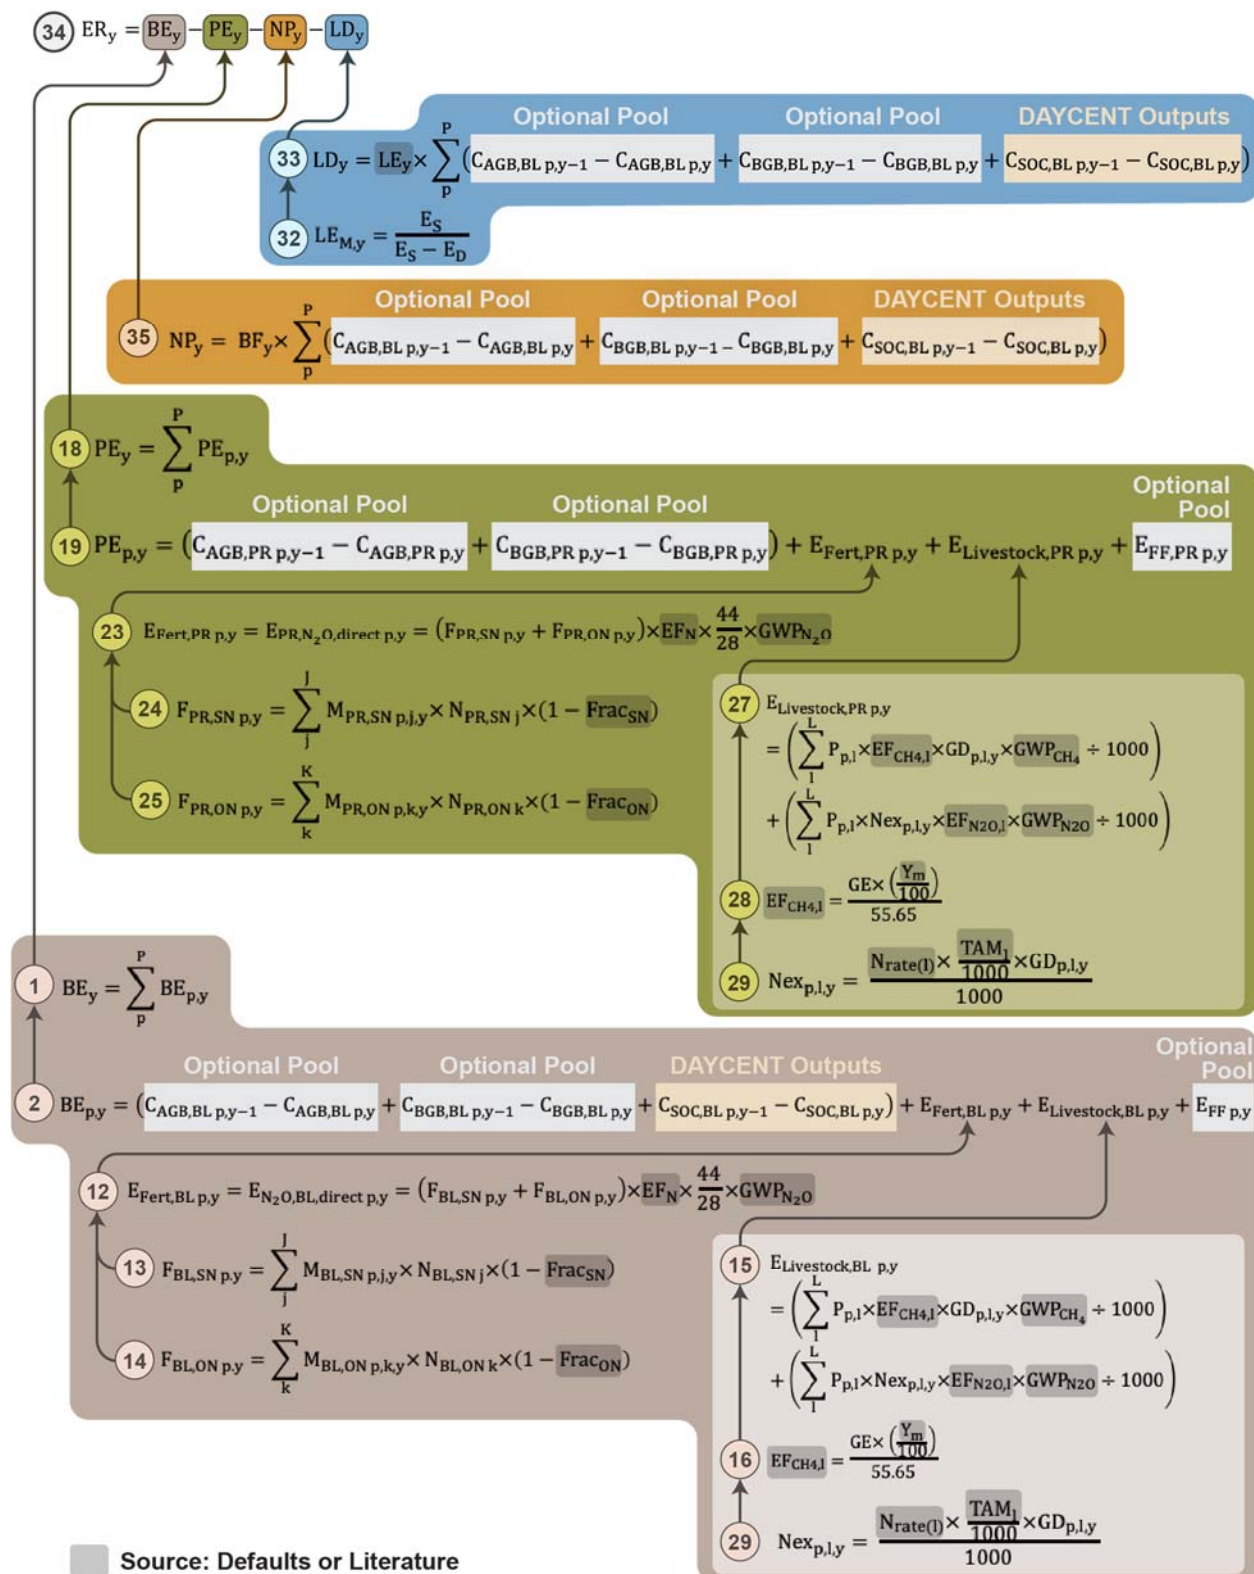 34 ER_y = BE_y − PE_y − NP_y − LD_y
Optional Pool Optional Pool DAYCENT Outputs
33 LD_y = LE_y × ∑_p^P (C_AGB,BL p,y−1 − C_AGB,BL p,y + C_BGB,BL p,y−1 − C_BGB,BL p,y + C_SOC,BL p,y−1 − C_SOC,BL p,y)
32 LE_M,y = E_S / (E_S − E_D)
Optional Pool Optional Pool DAYCENT Outputs
35 NP_y = BF_y × ∑_p^P (C_AGB,BL p,y−1 − C_AGB,BL p,y + C_BGB,BL p,y−1 − C_BGB,BL p,y + C_SOC,BL p,y−1 − C_SOC,BL p,y)
18 PE_y = ∑_p^P PE_p,y
Optional Pool Optional Pool Optional Pool
19 PE_p,y = (C_AGB,PR p,y−1 − C_AGB,PR p,y + C_BGB,PR p,y−1 − C_BGB,PR p,y) + E_Fert,PR p,y + E_Livestock,PR p,y + E_FF,PR p,y
23 E_Fert,PR p,y = E_PR,N₂O,direct p,y = (F_PR,SN p,y + F_PR,ON p,y) × EF_N × 44/28 × GWP_N₂O
24 F_PR,SN p,y = ∑_j^J M_PR,SN p,j,y × N_PR,SN j × (1 − Frac_SN)
25 F_PR,ON p,y = ∑_k^K M_PR,ON p,k,y × N_PR,ON k × (1 − Frac_ON)
27 E_Livestock,PR p,y
= (∑_l^L P_p,l × EF_CH4,l × GD_p,l,y × GWP_CH₄ ÷ 1000)
+ (∑_l^L P_p,l × Nex_p,l,y × EF_N2O,l × GWP_N2O ÷ 1000)
28 EF_CH4,l = GE × (Y_m/100) / 55.65
29 Nex_p,l,y = N_rate(l) × TAM_l/1000 × GD_p,l,y / 1000
1 BE_y = ∑_p^P BE_p,y
Optional Pool Optional Pool DAYCENT Outputs Optional Pool
2 BE_p,y = (C_AGB,BL p,y−1 − C_AGB,BL p,y + C_BGB,BL p,y−1 − C_BGB,BL p,y + C_SOC,BL p,y−1 − C_SOC,BL p,y) + E_Fert,BL p,y + E_Livestock,BL p,y + E_FF p,y
12 E_Fert,BL p,y = E_N₂O,BL,direct p,y = (F_BL,SN p,y + F_BL,ON p,y) × EF_N × 44/28 × GWP_N₂O
13 F_BL,SN p,y = ∑_j^J M_BL,SN p,j,y × N_BL,SN j × (1 − Frac_SN)
14 F_BL,ON p,y = ∑_k^K M_BL,ON p,k,y × N_BL,ON k × (1 − Frac_ON)
15 E_Livestock,BL p,y
= (∑_l^L P_p,l × EF_CH4,l × GD_p,l,y × GWP_CH₄ ÷ 1000)
+ (∑_l^L P_p,l × Nex_p,l,y × EF_N2O,l × GWP_N2O ÷ 1000)
16 EF_CH4,l = GE × (Y_m/100) / 55.65
29 Nex_p,l,y = N_rate(l) × TAM_l/1000 × GD_p,l,y / 1000
Source: Defaults or Literature